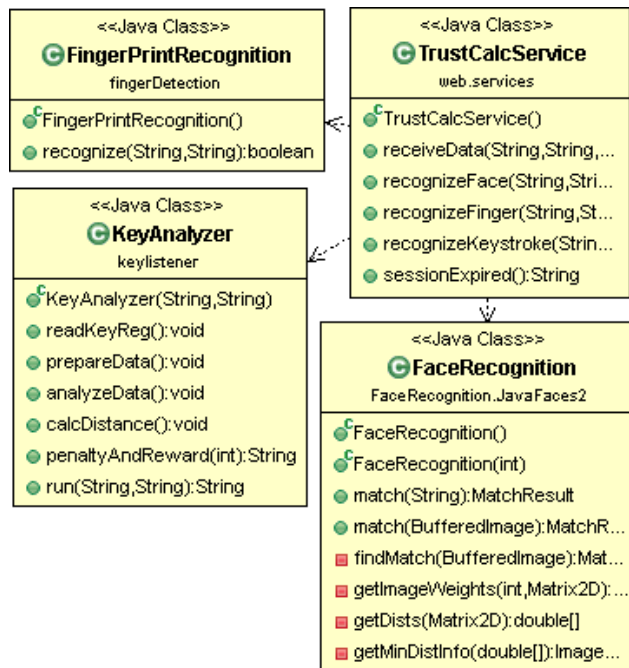 <<Java Class>>
FingerPrintRecognition
fingerDetection
FingerPrintRecognition()
recognize(String,String):boolean
<<Java Class>>
TrustCalcService
web.services
TrustCalcService()
receiveData(String,String,...
recognizeFace(String,Stri...
recognizeFinger(String,St...
recognizeKeystroke(Strin...
sessionExpired():String
<<Java Class>>
KeyAnalyzer
keylistener
KeyAnalyzer(String,String)
readKeyReg():void
prepareData():void
analyzeData():void
calcDistance():void
penaltyAndReward(int):String
run(String,String):String
<<Java Class>>
FaceRecognition
FaceRecognition.JavaFaces2
FaceRecognition()
FaceRecognition(int)
match(String):MatchResult
match(BufferedImage):MatchR...
findMatch(BufferedImage):Mat...
getImageWeights(int,Matrix2D):...
getDists(Matrix2D):double[]
getMinDistInfo(double[]):Image...